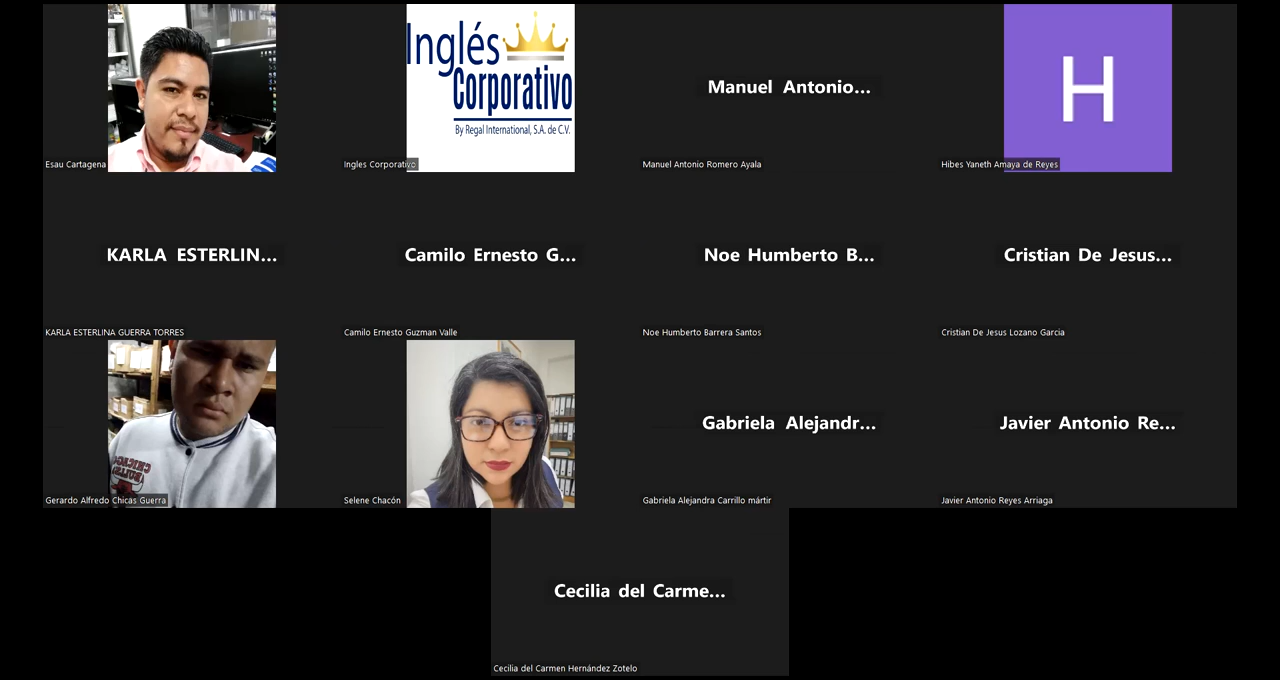 Inglés
Corporativo
By Regal International, S.A. de C.V.
Manuel Antonio...
H
Esau Cartagena
Ingles Corporativo
Manuel Antonio Romero Ayala
Hibes Yaneth Amaya de Reyes
KARLA ESTERLIN...
Camilo Ernesto G...
Noe Humberto B...
Cristian De Jesus...
KARLA ESTERLINA GUERRA TORRES
Camilo Ernesto Guzman Valle
Noe Humberto Barrera Santos
Cristian De Jesus Lozano Garcia
Gabriela Alejandr...
Javier Antonio Re...
CHICAGO
BULLS
Gerardo Alfredo Chicas Guerra
Selene Chacón
Gabriela Alejandra Carrillo mártir
Javier Antonio Reyes Arriaga
Cecilia del Carme...
Cecilia del Carmen Hernández Zotelo